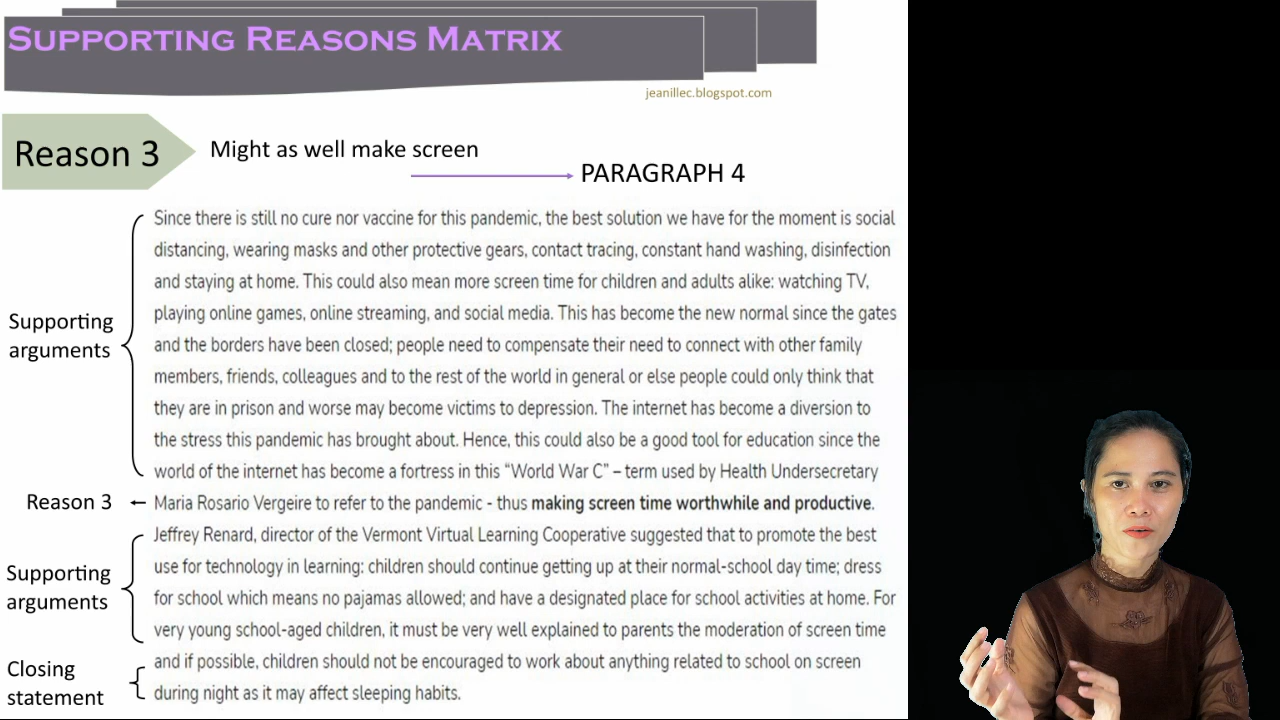 SUPPORTING REASONS MATRIX
jeanillec.blogspot.com
Reason 3
Might as well make screen
PARAGRAPH 4
Since there is still no cure nor vaccine for this pandemic, the best solution we have for the moment is social
distancing, wearing masks and other protective gears, contact tracing, constant hand washing, disinfection
and staying at home. This could also mean more screen time for children and adults alike: watching TV,
playing online games, online streaming, and social media. This has become the new normal since the gates
and the borders have been closed; people need to compensate their need to connect with other family
members, friends, colleagues and to the rest of the world in general or else people could only think that
they are in prison and worse may become victims to depression. The internet has become a diversion to
the stress this pandemic has brought about. Hence, this could also be a good tool for education since the
world of the internet has become a fortress in this “World War C” – term used by Health Undersecretary
Supporting
arguments
Reason 3
Maria Rosario Vergeire to refer to the pandemic - thus making screen time worthwhile and productive.
Jeffrey Renard, director of the Vermont Virtual Learning Cooperative suggested that to promote the best
use for technology in learning: children should continue getting up at their normal-school day time; dress
for school which means no pajamas allowed; and have a designated place for school activities at home. For
very young school-aged children, it must be very well explained to parents the moderation of screen time
Supporting
arguments
and if possible, children should not be encouraged to work about anything related to school on screen
during night as it may affect sleeping habits.
Closing
statement